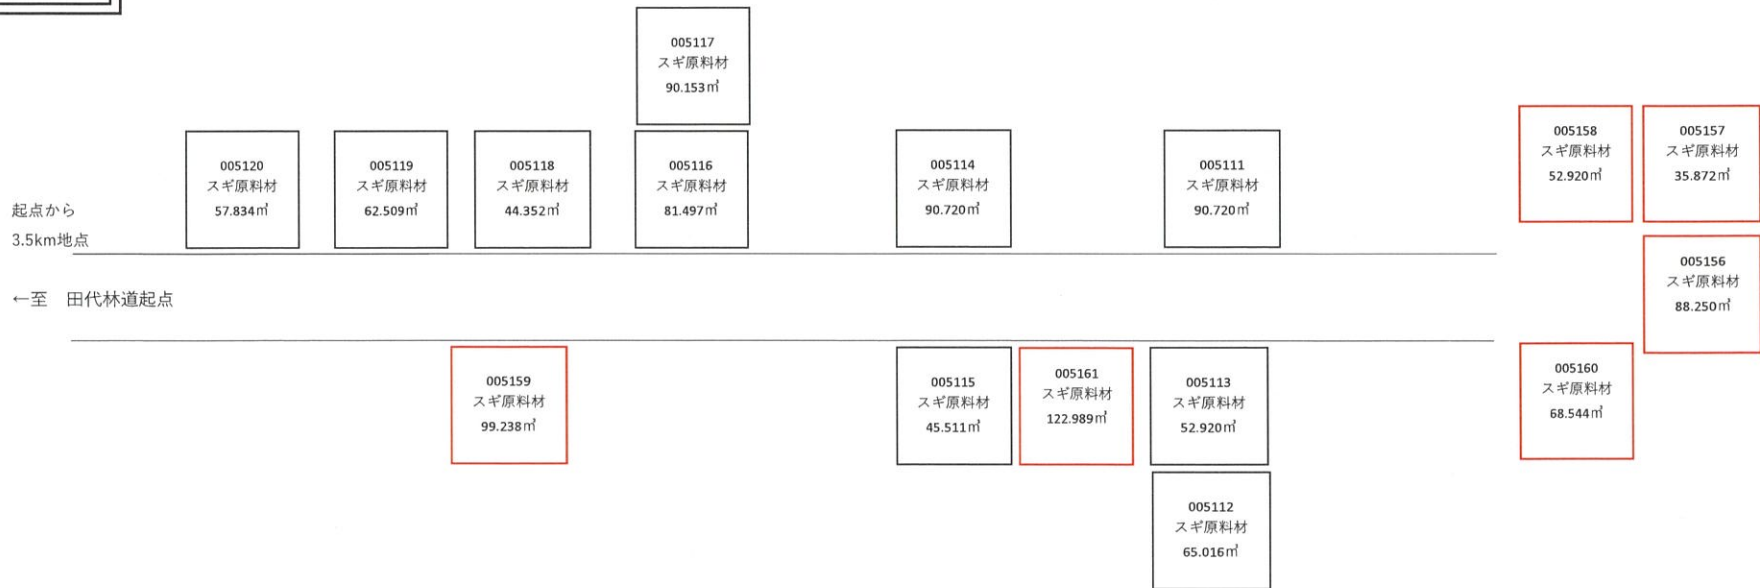 005117
スギ原料材
90.153㎥
005120
スギ原料材
57.834㎥
005119
スギ原料材
62.509㎥
005118
スギ原料材
44.352㎥
005116
スギ原料材
81.497㎥
005114
スギ原料材
90.720㎥
005111
スギ原料材
90.720㎥
005158
スギ原料材
52.920㎥
005157
スギ原料材
35.872㎥
起点から
3.5km地点
005156
スギ原料材
88.250㎥
←至　田代林道起点
005159
スギ原料材
99.238㎥
005115
スギ原料材
45.511㎥
005161
スギ原料材
122.989㎥
005113
スギ原料材
52.920㎥
005160
スギ原料材
68.544㎥
005112
スギ原料材
65.016㎥